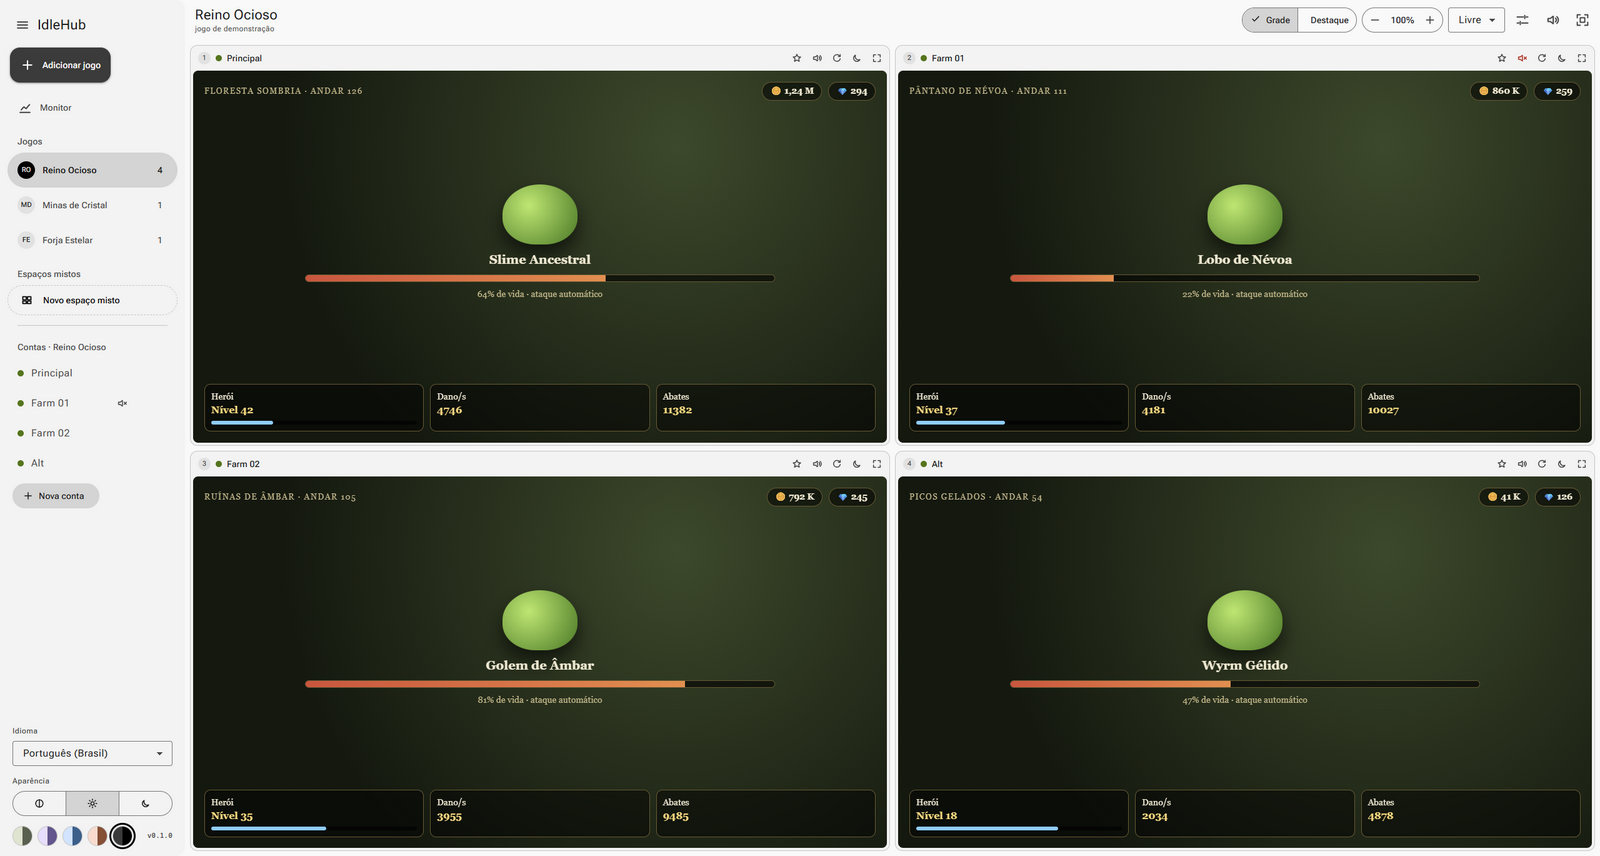 IdleHub
Adicionar jogo
Monitor
Jogos
RO Reino Ocioso 4
MD Minas de Cristal 1
FE Forja Estelar 1
Espaços mistos
Novo espaço misto
Contas · Reino Ocioso
Principal
Farm 01
Farm 02
Alt
Nova conta
Idioma
Português (Brasil)
Aparência
v0.1.0
Reino Ocioso
jogo de demonstração
Grade Destaque 100% Livre
1 Principal
FLORESTA SOMBRIA · ANDAR 126 1,24 M 294
Slime Ancestral
64% de vida · ataque automático
Herói Dano/s Abates
Nível 42 4746 11382
2 Farm 01
PÂNTANO DE NÉVOA · ANDAR 111 860 K 259
Lobo de Névoa
22% de vida · ataque automático
Herói Dano/s Abates
Nível 37 4181 10027
3 Farm 02
RUÍNAS DE ÂMBAR · ANDAR 105 792 K 245
Golem de Âmbar
81% de vida · ataque automático
Herói Dano/s Abates
Nível 35 3955 9485
4 Alt
PICOS GELADOS · ANDAR 54 41 K 126
Wyrm Gélido
47% de vida · ataque automático
Herói Dano/s Abates
Nível 18 2034 4878